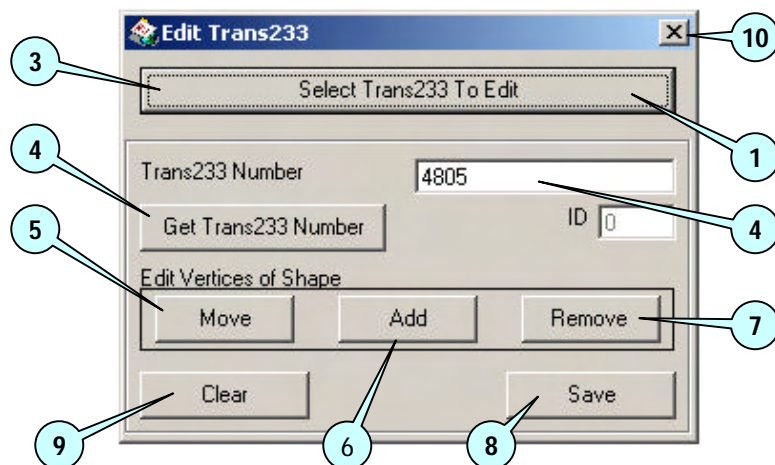 Edit Trans233
10
3
Select Trans233 To Edit
1
4
Trans233 Number
4805
4
Get Trans233 Number
ID
0
5
Edit Vertices of Shape
Move
Add
Remove
7
Clear
Save
9
6
8